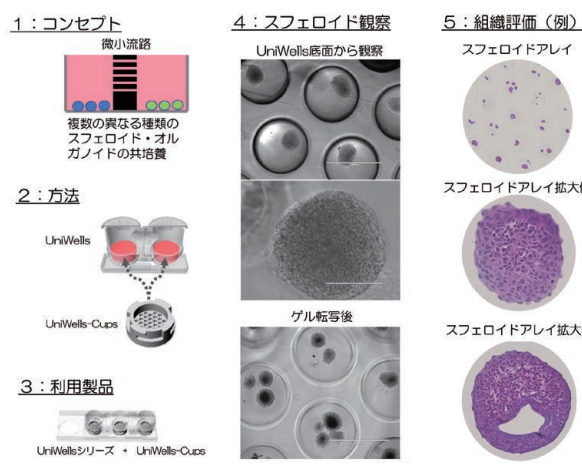 1：コンセプト
微小流路
複数の異なる種類の
スフェロイド・オル
ガノイドの共培養
2：方法
UniWells
UniWells-Cups
3：利用製品
UniWellsシリーズ + UniWells-Cups
4：スフェロイド観察
UniWells底面から観察
ゲル転写後
5：組織評価（例）
スフェロイドアレイ
スフェロイドアレイ拡大
スフェロイドアレイ拡大